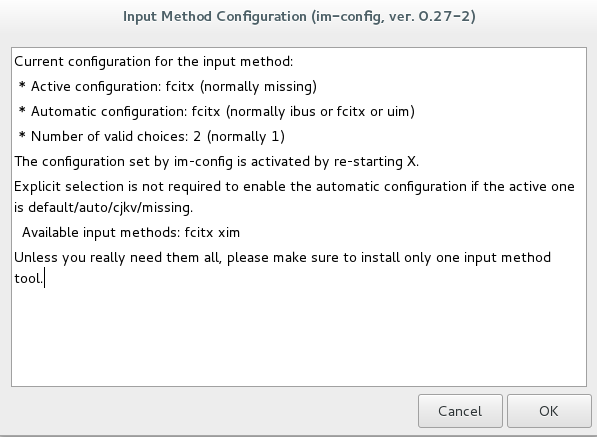 Input Method Configuration (im-config, ver. 0.27-2)
Current configuration for the input method:
* Active configuration: fcitx (normally missing)
* Automatic configuration: fcitx (normally ibus or fcitx or uim)
* Number of valid choices: 2 (normally 1)
The configuration set by im-config is activated by re-starting X.
Explicit selection is not required to enable the automatic configuration if the active one
is default/auto/cjkv/missing.
Available input methods: fcitx xim
Unless you really need them all, please make sure to install only one input method
tool.
Cancel
OK